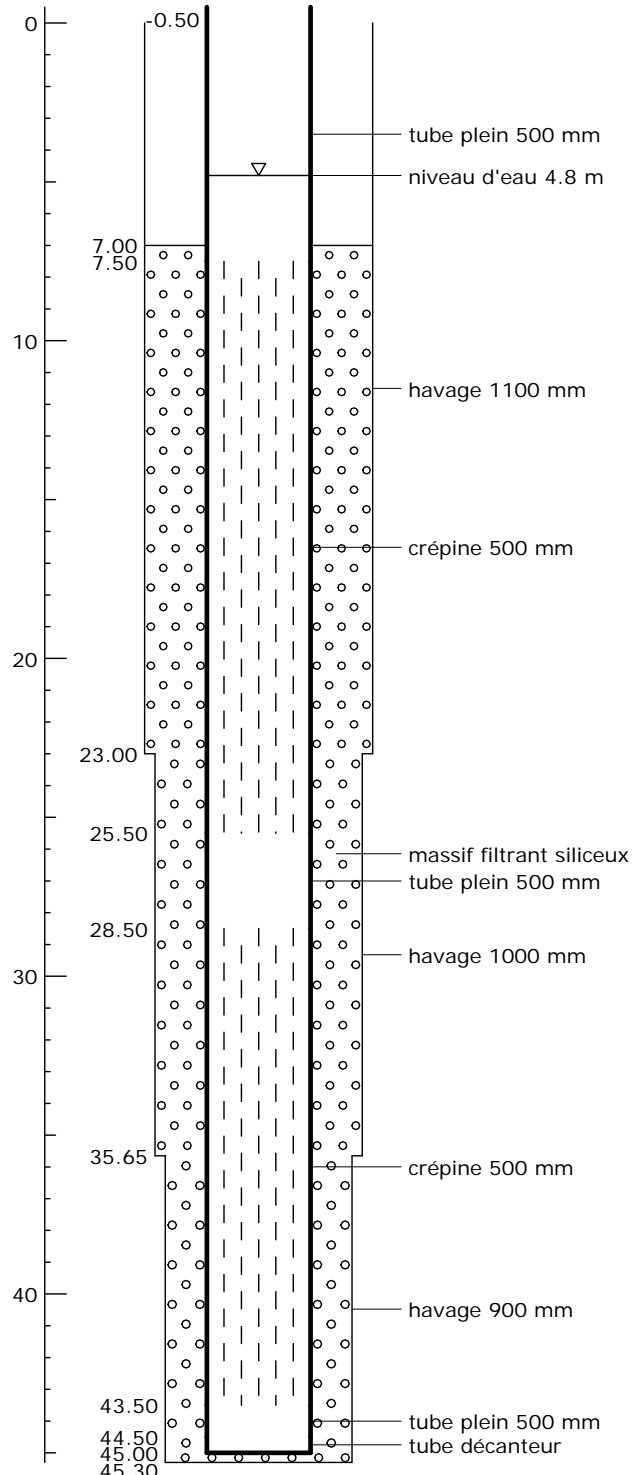 0
-0.50
tube plein 500 mm
niveau d'eau 4.8 m
7.00
7.50
10
havage 1100 mm
crépine 500 mm
20
23.00
25.50
massif filtrant siliceux
tube plein 500 mm
28.50
havage 1000 mm
30
35.65
crépine 500 mm
40
havage 900 mm
43.50
tube plein 500 mm
44.50
tube décanteur
45.00
45.30